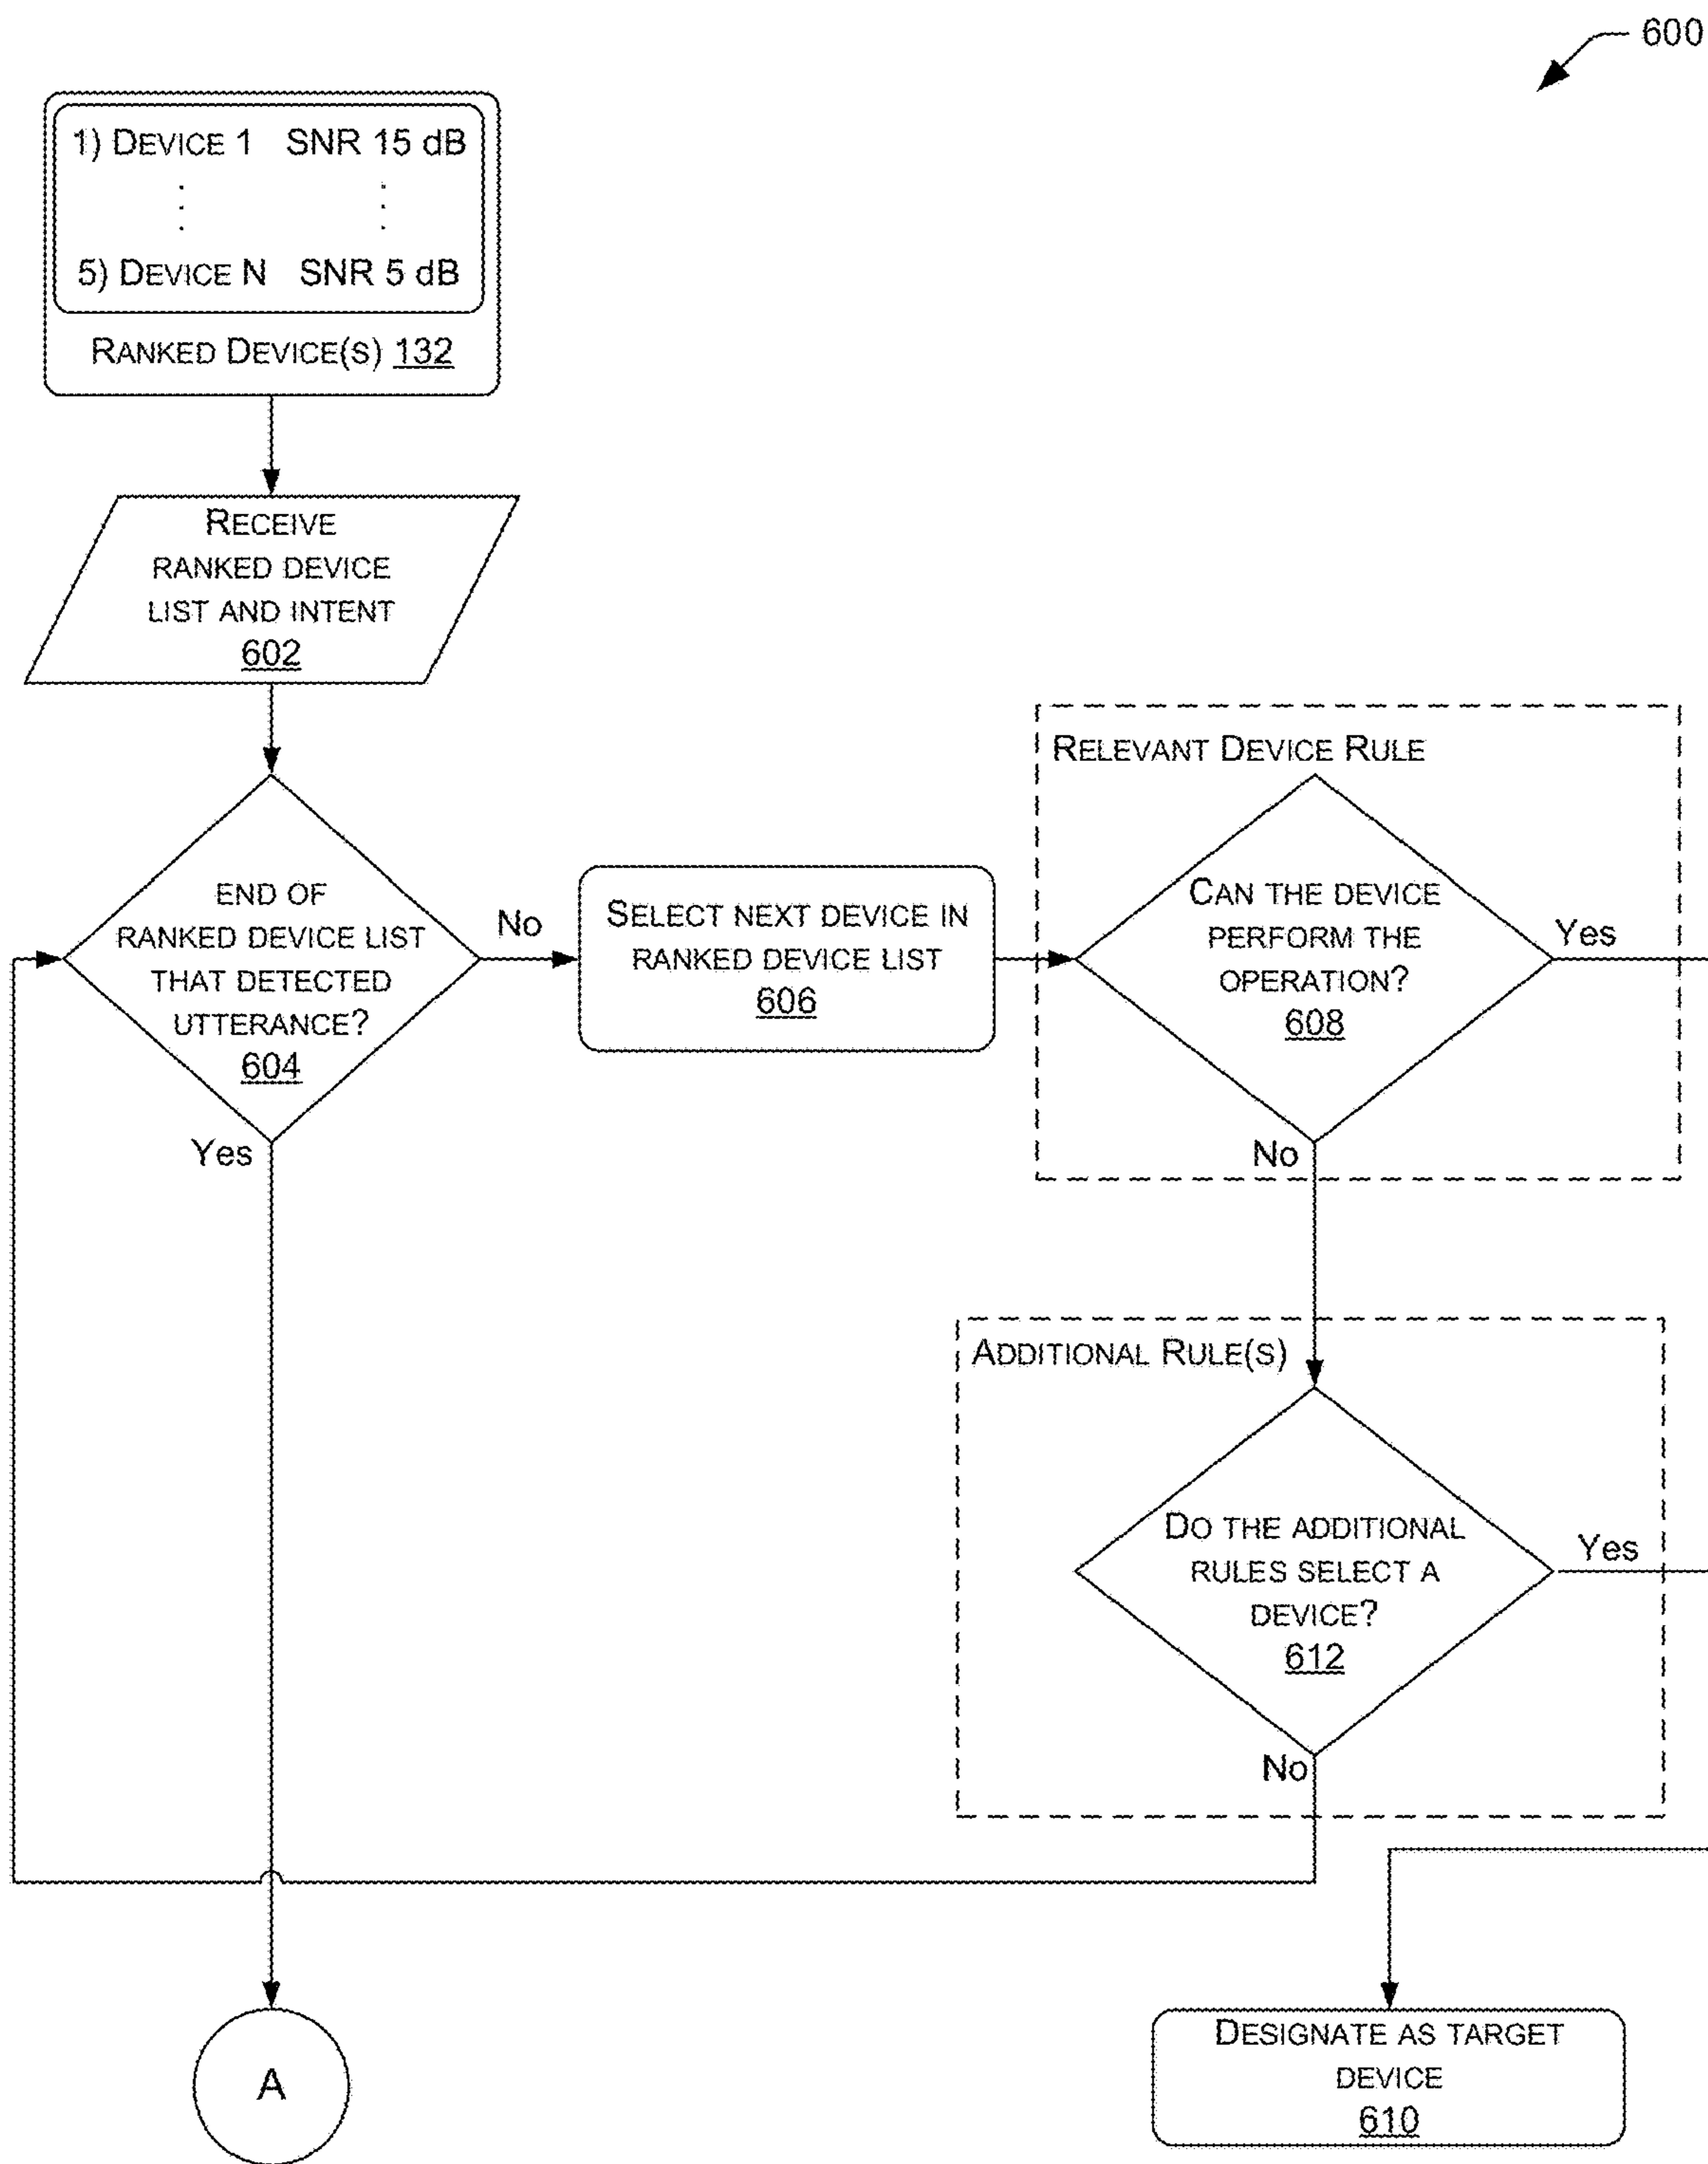 600
1) DEVICE 1 SNR 15 dB
5) DEVICE N SNR 5 dB
RANKED DEVICE(S) 132
RECEIVE
RANKED DEVICE
LIST AND INTENT
602
END OF
RANKED DEVICE LIST
THAT DETECTED
UTTERANCE?
604
Yes
No
SELECT NEXT DEVICE IN
RANKED DEVICE LIST
606
RELEVANT DEVICE RULE
CAN THE DEVICE
PERFORM THE
OPERATION?
608
Yes
No
ADDITIONAL RULE(S)
DO THE ADDITIONAL
RULES SELECT A
DEVICE?
612
Yes
No
A
DESIGNATE AS TARGET
DEVICE
610